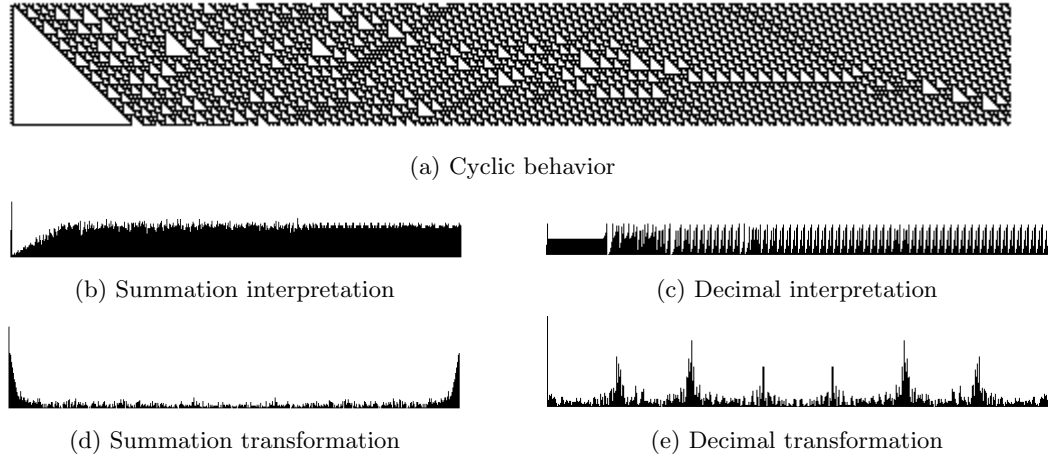 (a) Cyclic behavior
(b) Summation interpretation
(c) Decimal interpretation
(d) Summation transformation
(e) Decimal transformation